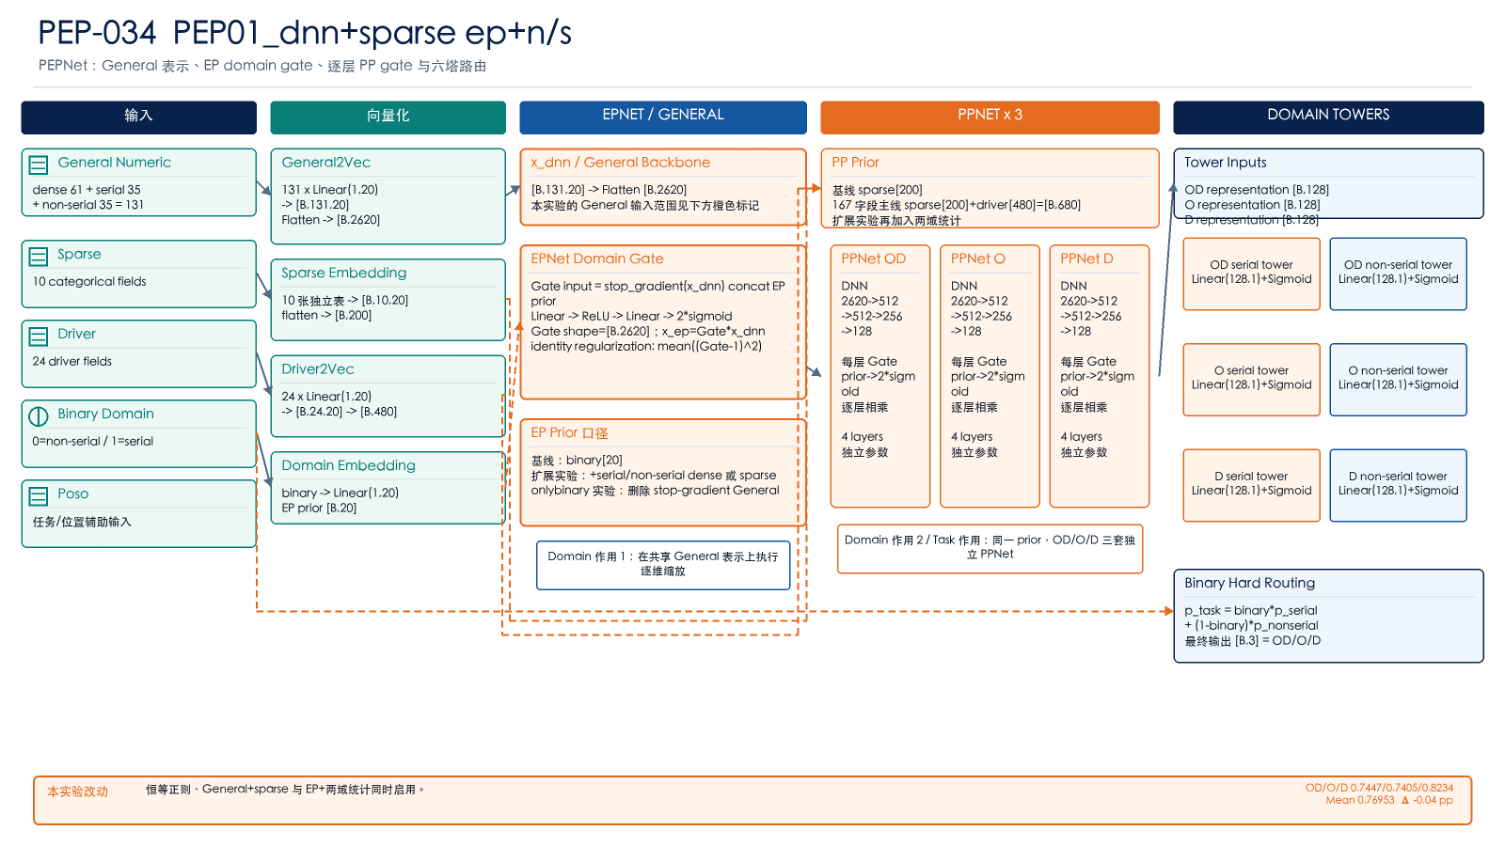 PEP-034  PEP01_dnn+sparse ep+n/s
PEPNet：General 表示、EP domain gate、逐层 PP gate 与六塔路由
输入
General Numeric
dense 61 + serial 35
+ non-serial 35 = 131
Sparse
10 categorical fields
Driver
24 driver fields
Binary Domain
0=non-serial / 1=serial
Poso
任务/位置辅助输入
向量化
General2Vec
131 x Linear(1,20)
-> [B,131,20]
Flatten -> [B,2620]
Sparse Embedding
10 张独立表 -> [B,10,20]
flatten -> [B,200]
Driver2Vec
24 x Linear(1,20)
-> [B,24,20] -> [B,480]
Domain Embedding
binary -> Linear(1,20)
EP prior [B,20]
EPNET / GENERAL
x_dnn / General Backbone
[B,131,20] -> Flatten [B,2620]
本实验的 General 输入范围见下方橙色标记
EPNet Domain Gate
Gate input = stop_gradient(x_dnn) concat EP
prior
Linear -> ReLU -> Linear -> 2*sigmoid
Gate shape=[B,2620]；x_ep=Gate*x_dnn
identity regularization: mean((Gate-1)^2)
EP Prior 口径
基线：binary[20]
扩展实验：+serial/non-serial dense 或 sparse
onlybinary 实验：删除 stop-gradient General
Domain 作用 1：在共享 General 表示上执行
逐维缩放
PPNET x 3
PP Prior
基线 sparse[200]
167 字段主线 sparse[200]+driver[480]=[B,680]
扩展实验再加入两域统计
PPNet OD
DNN
2620->512
->512->256
->128
每层 Gate
prior->2*sigm
oid
逐层相乘
4 layers
独立参数
PPNet O
DNN
2620->512
->512->256
->128
每层 Gate
prior->2*sigm
oid
逐层相乘
4 layers
独立参数
PPNet D
DNN
2620->512
->512->256
->128
每层 Gate
prior->2*sigm
oid
逐层相乘
4 layers
独立参数
Domain 作用 2 / Task 作用：同一 prior，OD/O/D 三套独
立 PPNet
DOMAIN TOWERS
Tower Inputs
OD representation [B,128]
O representation [B,128]
D representation [B,128]
OD serial tower
Linear(128,1)+Sigmoid
OD non-serial tower
Linear(128,1)+Sigmoid
O serial tower
Linear(128,1)+Sigmoid
O non-serial tower
Linear(128,1)+Sigmoid
D serial tower
Linear(128,1)+Sigmoid
D non-serial tower
Linear(128,1)+Sigmoid
Binary Hard Routing
p_task = binary*p_serial
+ (1-binary)*p_nonserial
最终输出 [B,3] = OD/O/D
本实验改动
恒等正则、General+sparse 与 EP+两域统计同时启用。
OD/O/D 0.7447/0.7405/0.8234
Mean 0.76953  Δ -0.04 pp